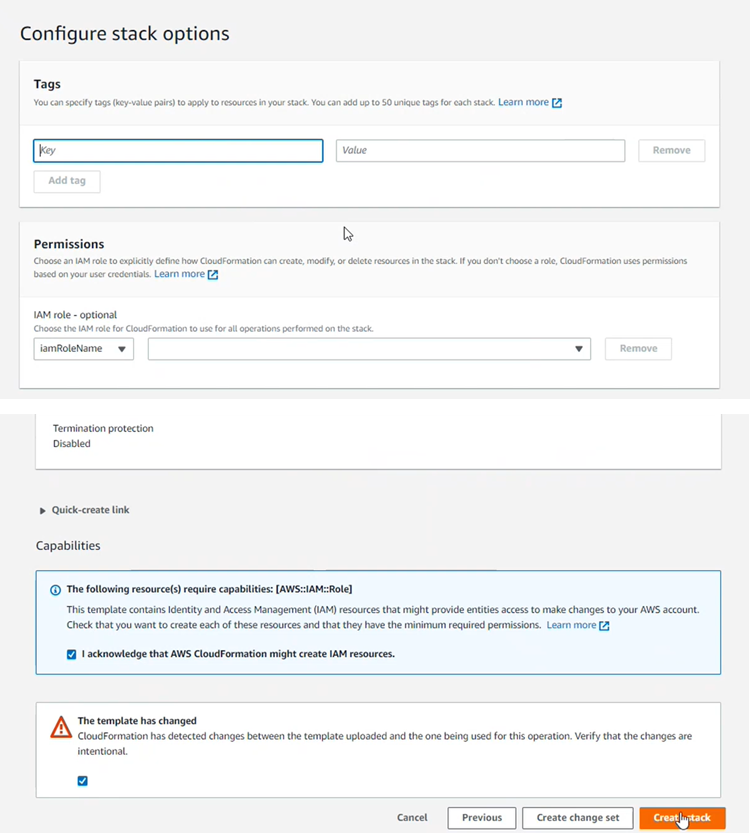 Configure stack options
Tags
You can specify tags (key-value pairs) to apply to resources in your stack. You can add up to 50 unique tags for each stack. Learn more
Key
Value
Remove
Add tag
Permissions
Choose an IAM role to explicitly define how CloudFormation can create, modify, or delete resources in the stack. If you don't choose a role, CloudFormation uses permissions
based on your user credentials. Learn more
IAM role - optional
Choose the IAM role for CloudFormation to use for all operations performed on the stack.
iamRoleName
Remove
Termination protection
Disabled
Quick-create link
Capabilities
The following resource(s) require capabilities: [AWS::IAM::Role]
This template contains Identity and Access Management (IAM) resources that might provide entities access to make changes to your AWS account.
Check that you want to create each of these resources and that they have the minimum required permissions. Learn more
I acknowledge that AWS CloudFormation might create IAM resources.
The template has changed
CloudFormation has detected changes between the template uploaded and the one being used for this operation. Verify that the changes are
intentional.
Cancel
Previous
Create change set
Create stack